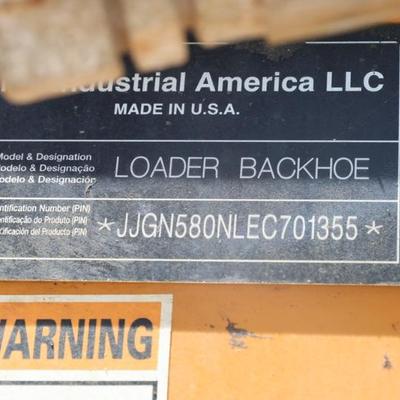 Industrial America LLC
MADE IN U.S.A.
Model & Designation
Modelo & Designação
Modelo & Designación
LOADER BACKHOE
Identification Number (PIN)
Identificação do Produto (PIN)
Identificación del Producto (PIN)
*JJGN580NLEC701355*
WARNING